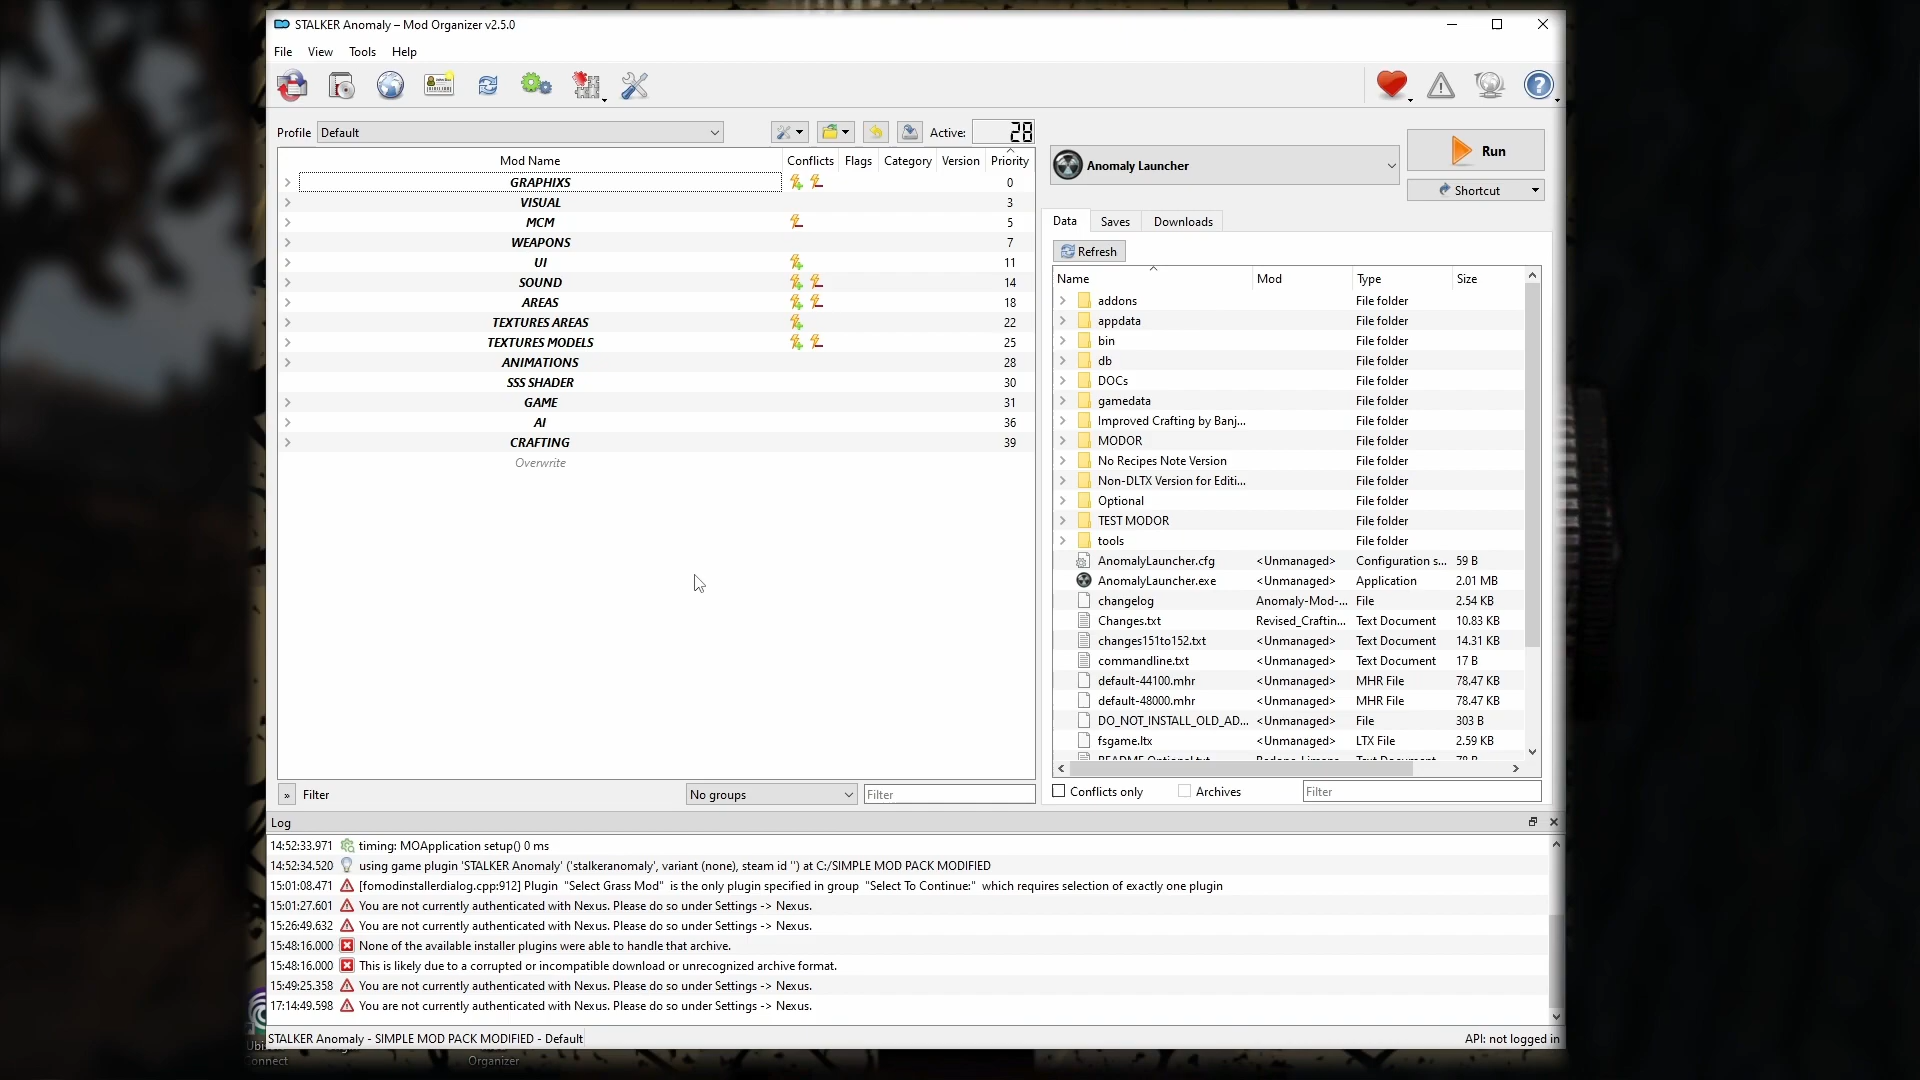 STALKER Anomaly – Mod Organizer v2.5.0
File View Tools Help
Profile Default Active: 28
Mod Name Conflicts Flags Category Version Priority
GRAPHIXS 0
VISUAL 3
MCM 5
WEAPONS 7
UI 11
SOUND 14
AREAS 18
TEXTURES AREAS 22
TEXTURES MODELS 25
ANIMATIONS 28
SSS SHADER 30
GAME 31
AI 36
CRAFTING 39
Overwrite
» Filter No groups Filter
Anomaly Launcher
Run
Shortcut
Data Saves Downloads
Refresh
Name Mod Type Size
addons File folder
appdata File folder
bin File folder
db File folder
DOCs File folder
gamedata File folder
Improved Crafting by Banj... File folder
MODOR File folder
No Recipes Note Version File folder
Non-DLTX Version for Editi... File folder
Optional File folder
TEST MODOR File folder
tools File folder
AnomalyLauncher.cfg <Unmanaged> Configuration s... 59 B
AnomalyLauncher.exe <Unmanaged> Application 2.01 MB
changelog Anomaly-Mod-... File 2.54 KB
Changes.txt Revised_Craftin... Text Document 10.83 KB
changes151to152.txt <Unmanaged> Text Document 14.31 KB
commandline.txt <Unmanaged> Text Document 17 B
default-44100.mhr <Unmanaged> MHR File 78.47 KB
default-48000.mhr <Unmanaged> MHR File 78.47 KB
DO_NOT_INSTALL_OLD_AD... <Unmanaged> File 303 B
fsgame.ltx <Unmanaged> LTX File 2.59 KB
Conflicts only Archives Filter
Log
14:52:33.971 timing: MOApplication setup() 0 ms
14:52:34.520 using game plugin 'STALKER Anomaly' ('stalkeranomaly', variant (none), steam id '') at C:/SIMPLE MOD PACK MODIFIED
15:01:08.471 [fomodinstallerdialog.cpp:912] Plugin "Select Grass Mod" is the only plugin specified in group "Select To Continue:" which requires selection of exactly one plugin
15:01:27.601 You are not currently authenticated with Nexus. Please do so under Settings -> Nexus.
15:26:49.632 You are not currently authenticated with Nexus. Please do so under Settings -> Nexus.
15:48:16.000 None of the available installer plugins were able to handle that archive.
15:48:16.000 This is likely due to a corrupted or incompatible download or unrecognized archive format.
15:49:25.358 You are not currently authenticated with Nexus. Please do so under Settings -> Nexus.
17:14:49.598 You are not currently authenticated with Nexus. Please do so under Settings -> Nexus.
STALKER Anomaly - SIMPLE MOD PACK MODIFIED - Default API: not logged in
Organizer